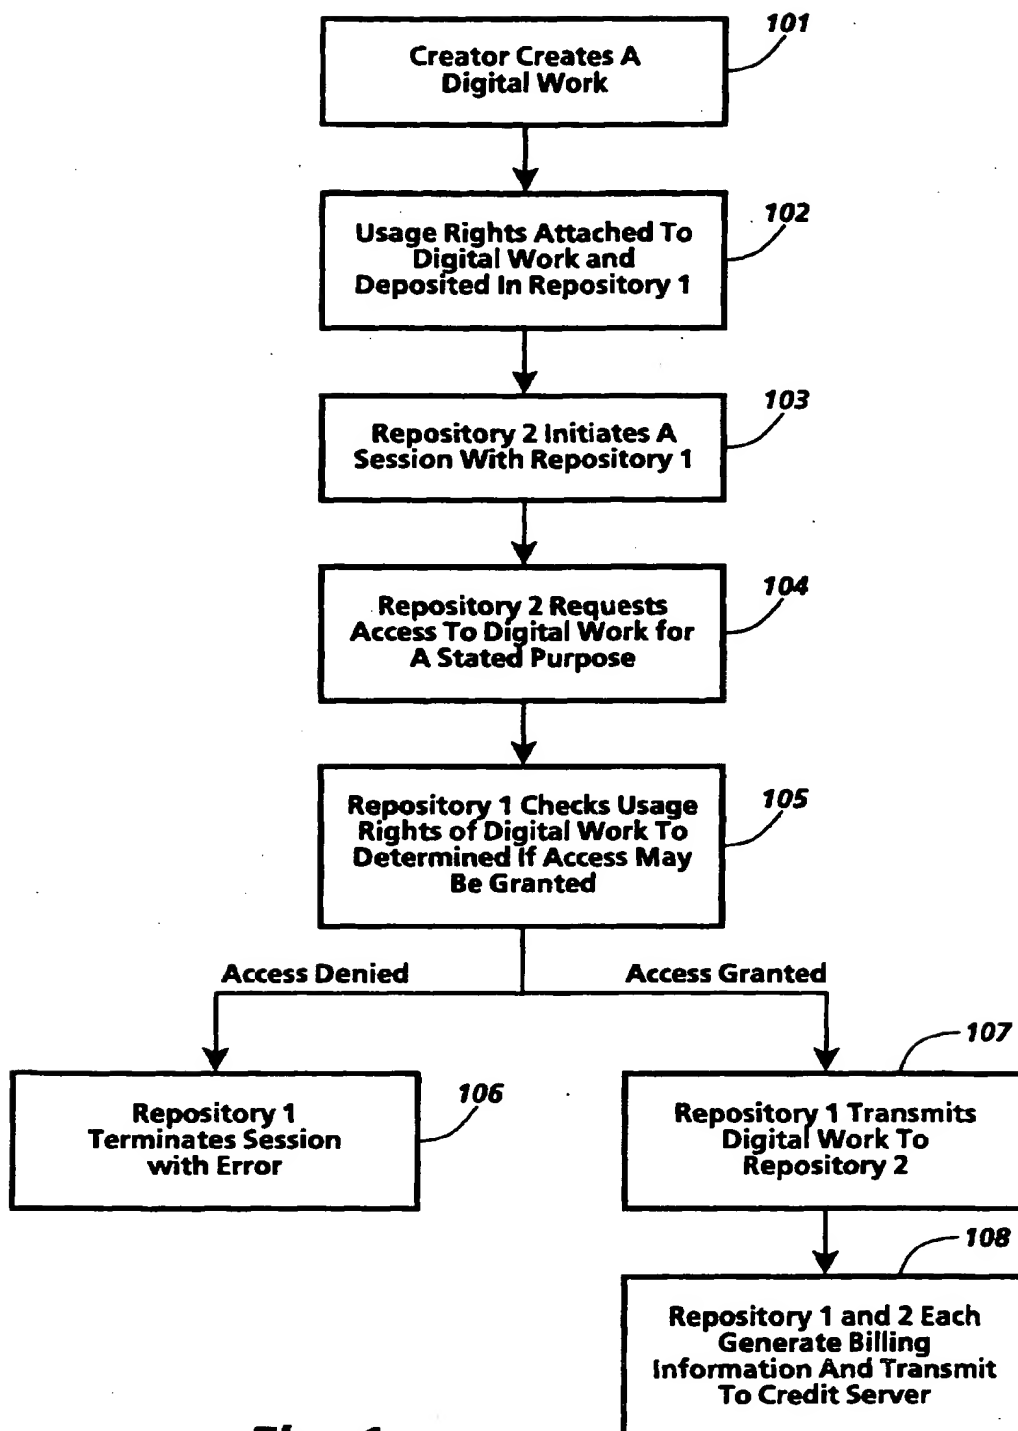 101
Creator Creates A
Digital Work
102
Usage Rights Attached To
Digital Work and
Deposited In Repository 1
103
Repository 2 Initiates A
Session With Repository 1
104
Repository 2 Requests
Access To Digital Work for
A Stated Purpose
105
Repository 1 Checks Usage
Rights of Digital Work To
Determined If Access May
Be Granted
Access Denied
Access Granted
106
Repository 1
Terminates Session
with Error
107
Repository 1 Transmits
Digital Work To
Repository 2
108
Repository 1 and 2 Each
Generate Billing
Information And Transmit
To Credit Server